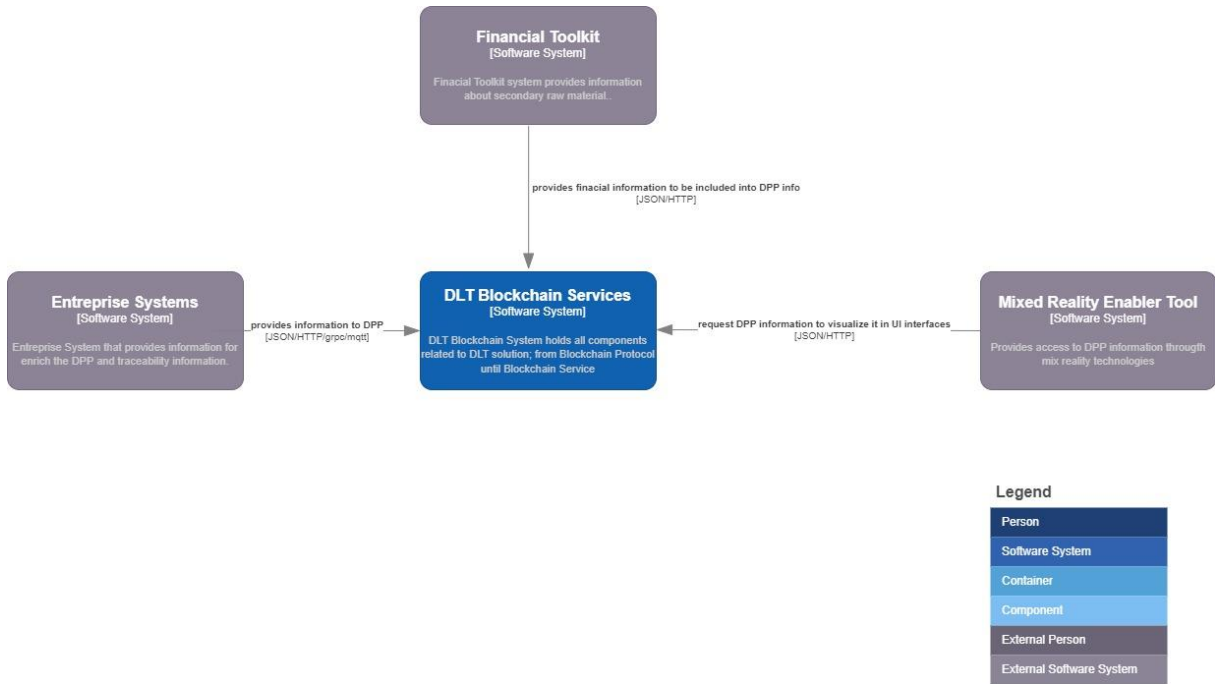 Financial Toolkit
[Software System]
Finacial Toolkit system provides information
about secondary raw material..
provides finacial information to be included into DPP info
[JSON/HTTP]
Entreprise Systems
[Software System]
Entreprise System that provides information for
enrich the DPP and traceability information.
provides information to DPP
[JSON/HTTP/grpc/mqtt]
DLT Blockchain Services
[Software System]
DLT Blockchain System holds all components
related to DLT solution; from Blockchain Protocol
until Blockchain Service
request DPP information to visualize it in UI interfaces
[JSON/HTTP]
Mixed Reality Enabler Tool
[Software System]
Provides access to DPP information througth
mix reality technologies
Legend
Person
Software System
Container
Component
External Person
External Software System